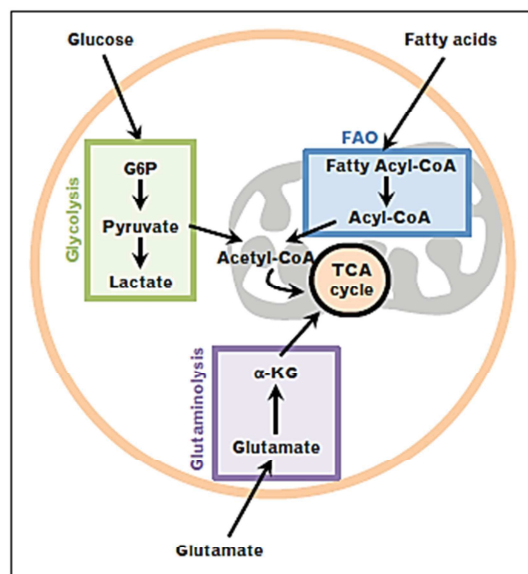 Glucose
Fatty acids
FAO
Glycolysis
G6P
Pyruvate
Lactate
Fatty Acyl-CoA
Acyl-CoA
Acetyl-CoA
TCA
cycle
Glutaminolysis
α-KG
Glutamate
Glutamate